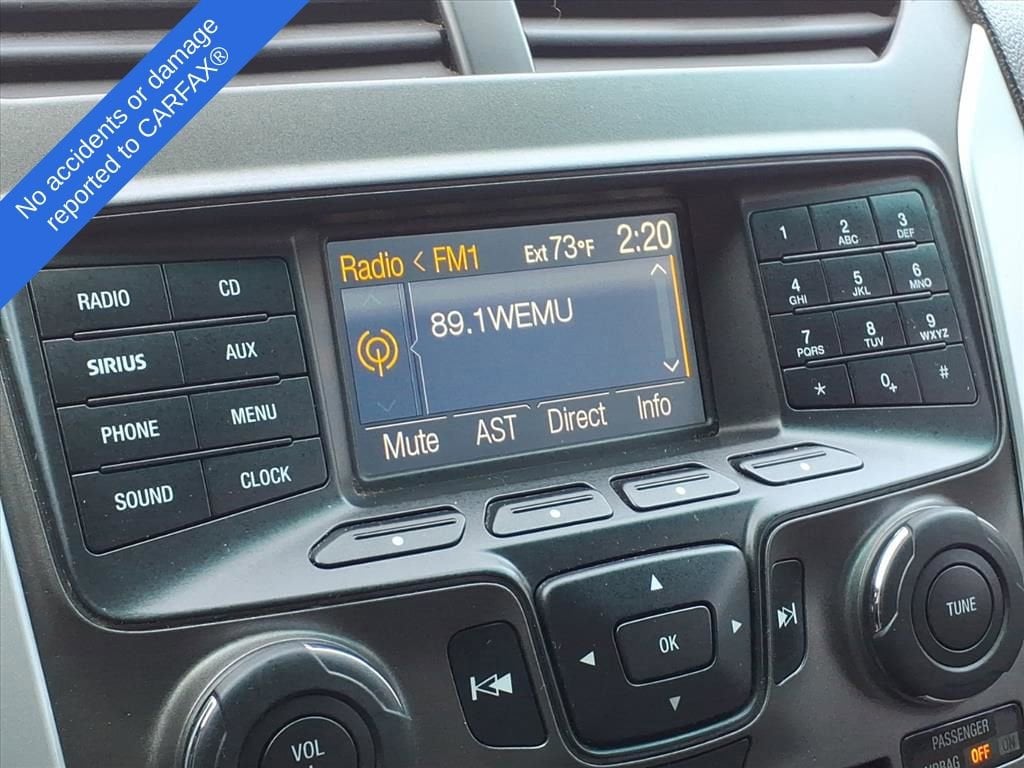 No accidents or damage
reported to CARFAX®
Radio < FM1 Ext 73°F 2:20
89.1WEMU
Mute AST Direct Info
RADIO CD
SIRIUS AUX
PHONE MENU
SOUND CLOCK
1 2 ABC 3 DEF
4 GHI 5 JKL 6 MNO
7 PQRS 8 TUV 9 WXYZ
* 0+ #
OK
TUNE
VOL
PASSENGER
OFF ON